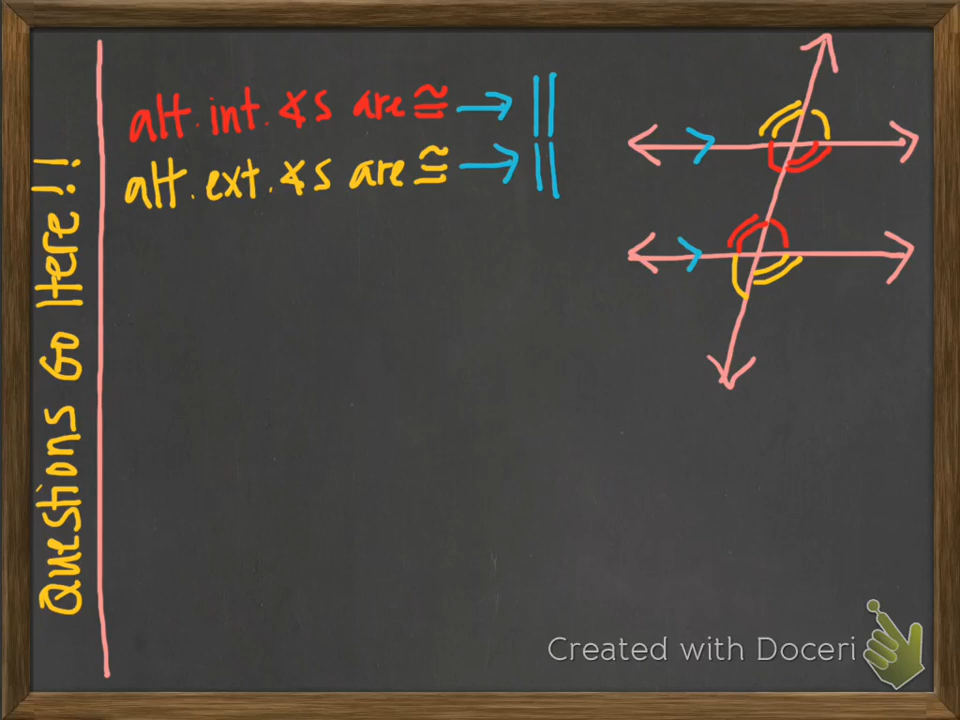 Questions Go Here!!
alt. int. ∢s are ≅ → ||
alt. ext. ∢s are ≅ → ||
Created with Doceri